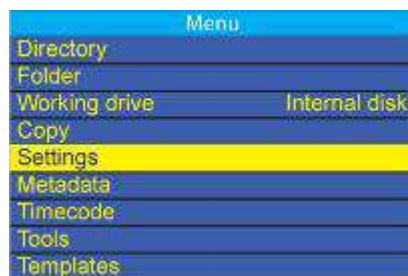 Menu
Directory
Folder
Working drive Internal disk
Copy
Settings
Metadata
Timecode
Tools
Templates